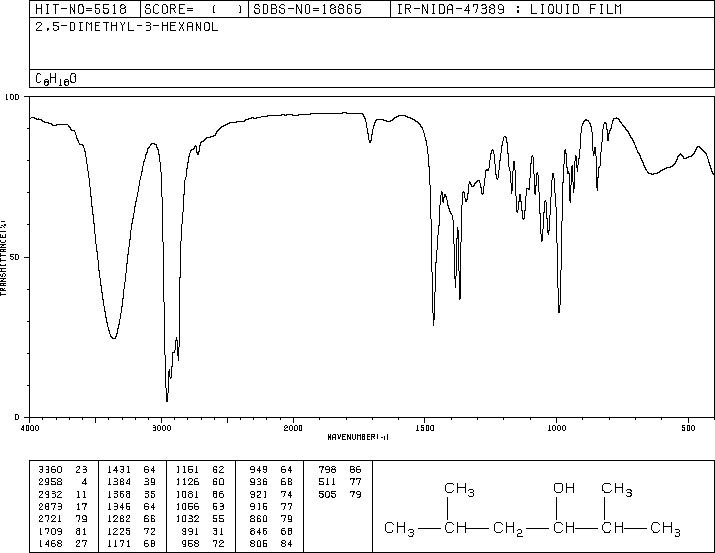 HIT-NO=5518 SCORE= ( ) SDBS-NO=18865 IR-NIDA-47389 : LIQUID FILM
2,5-DIMETHYL-3-HEXANOL
C8H18O
100
50
0
TRANSMITTANCE(%)
4000 3000 2000 1500 1000 500
WAVENUMBER(-1)
3360 23 1431 64 1151 62 949 64 798 86
2958 4 1384 39 1126 60 936 68 511 77
2932 11 1368 35 1081 86 921 74 505 79
2873 17 1346 64 1056 53 916 77
2721 79 1282 66 1032 55 860 79
1709 81 1225 72 991 31 846 68
1468 27 1171 68 958 72 806 84
CH3 OH CH3
CH3 CH CH2 CH CH CH3